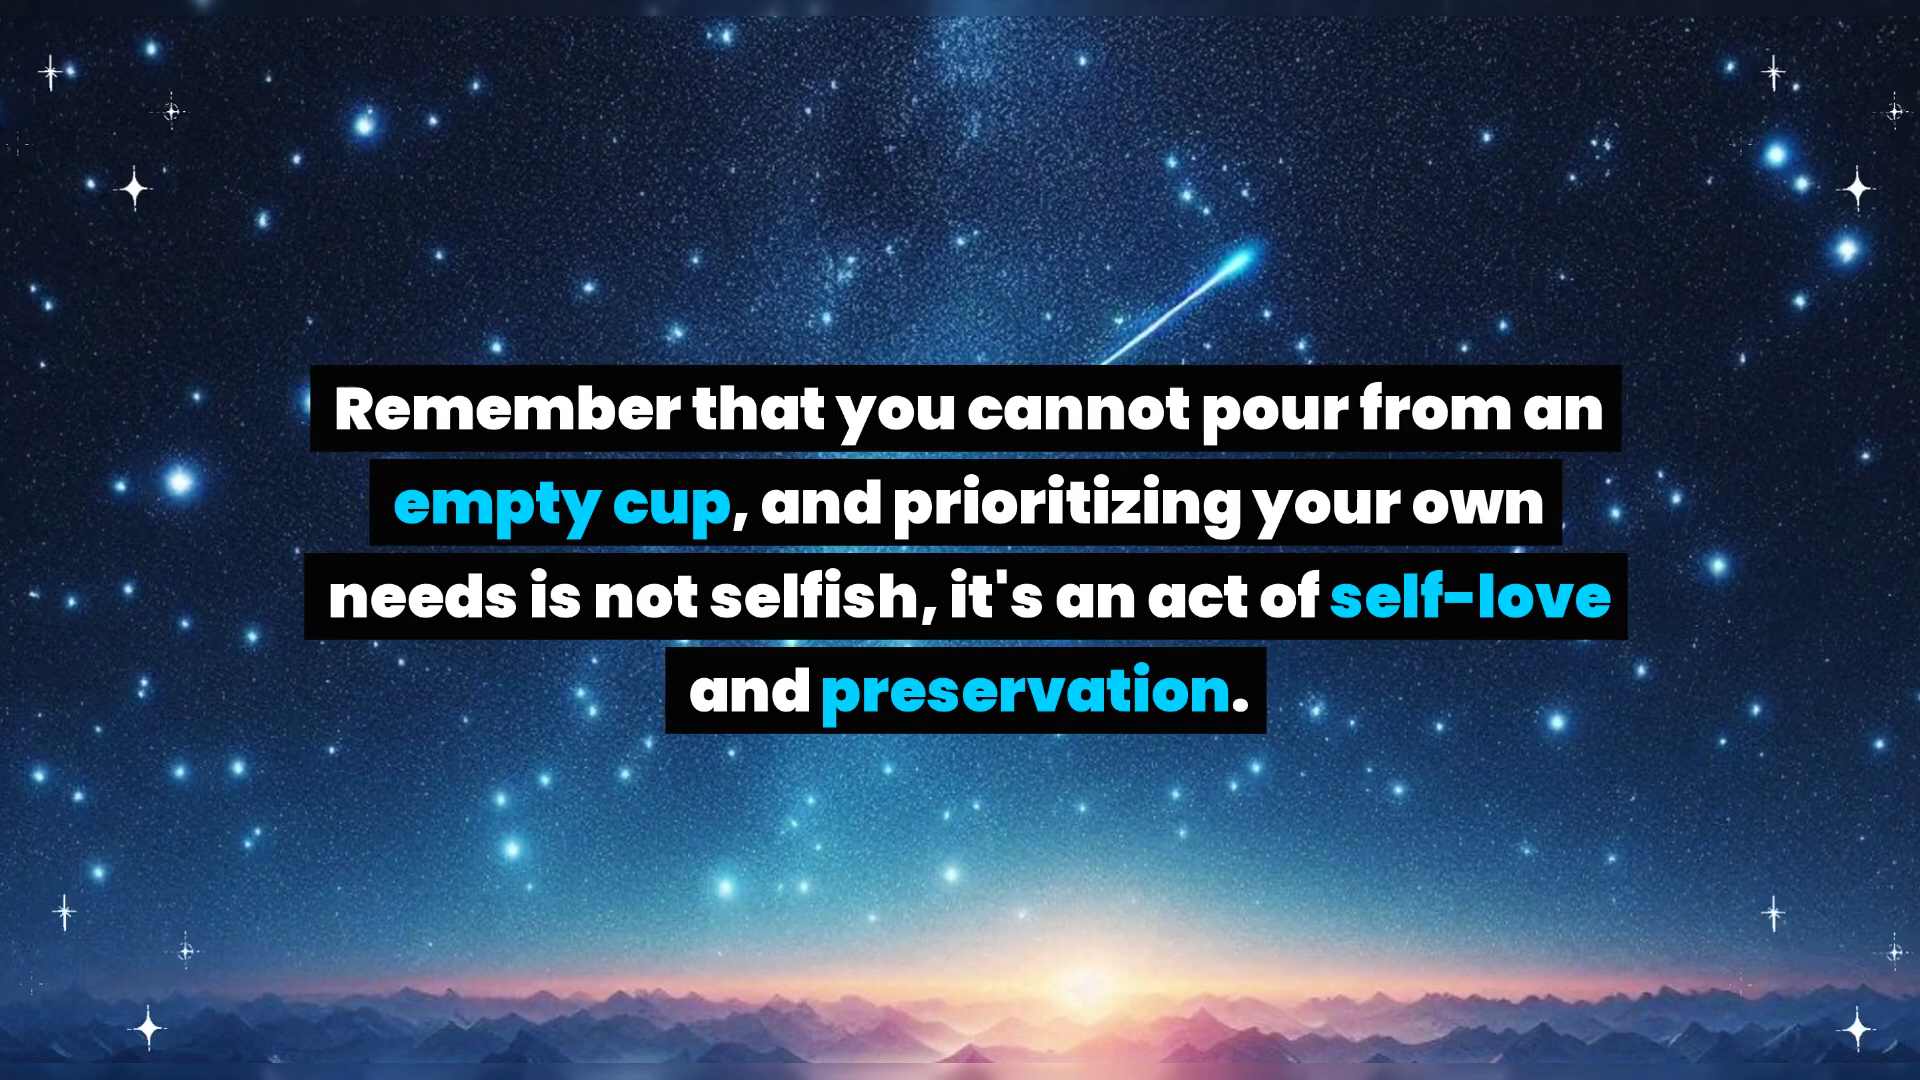 Remember that you cannot pour from an
empty cup, and prioritizing your own
needs is not selfish, it's an act of self-love
and preservation.